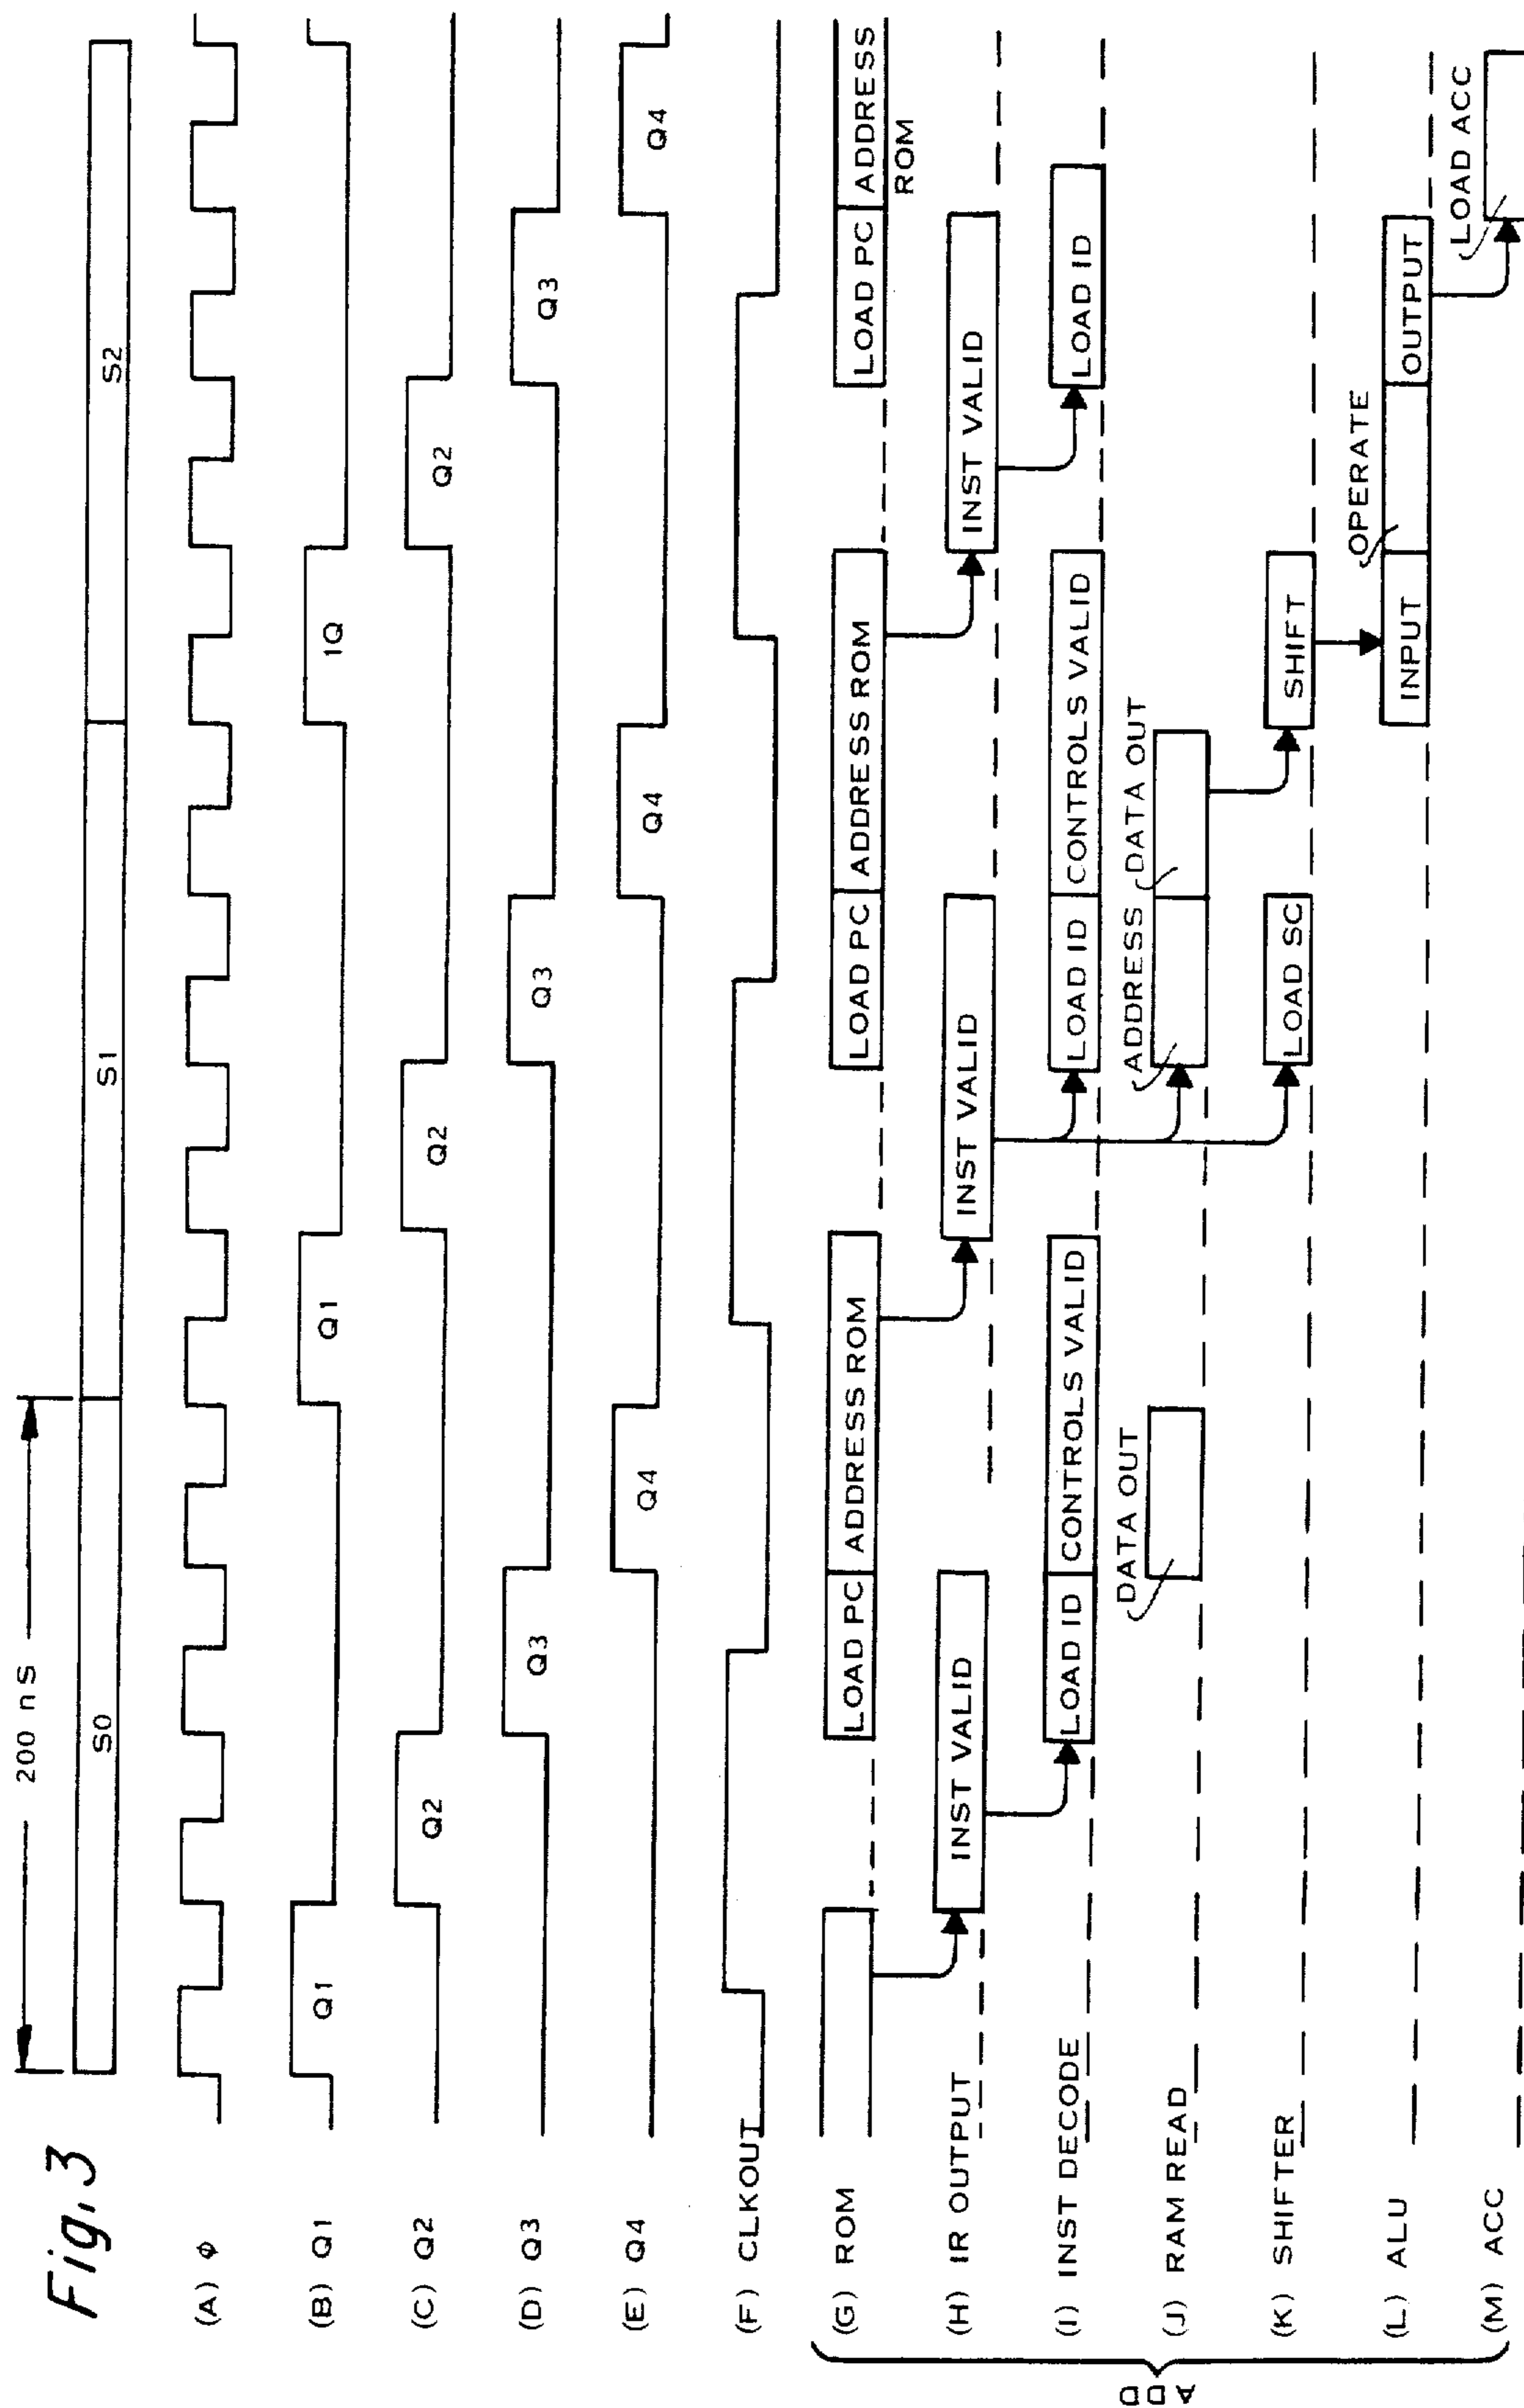 Fig. 3
200 nS
S0 S1 S2
(A) φ
(B) Q1 Q1 Q1 1Q
(C) Q2 Q2 Q2 Q2
(D) Q3 Q3 Q3 Q3
(E) Q4 Q4 Q4 Q4
(F) CLKOUT
(G) ROM LOAD PC ADDRESS ROM LOAD PC ADDRESS ROM LOAD PC ADDRESS
ROM
(H) IR OUTPUT INST VALID INST VALID INST VALID
(I) INST DECODE LOAD ID CONTROLS VALID LOAD ID CONTROLS VALID LOAD ID
DATA OUT ADDRESS DATA OUT
(J) RAM READ
(K) SHIFTER LOAD SC SHIFT
OPERATE
(L) ALU INPUT OUTPUT
LOAD ACC
(M) ACC
ADD